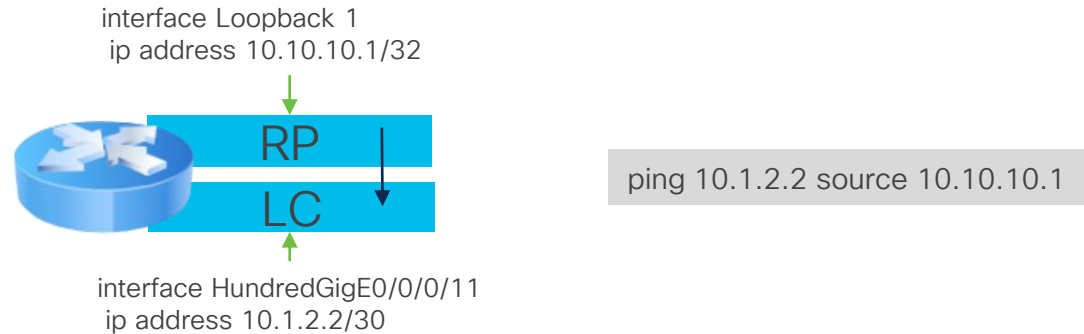 interface Loopback 1
ip address 10.10.10.1/32
RP
LC
ping 10.1.2.2 source 10.10.10.1
interface HundredGigE0/0/0/11
ip address 10.1.2.2/30